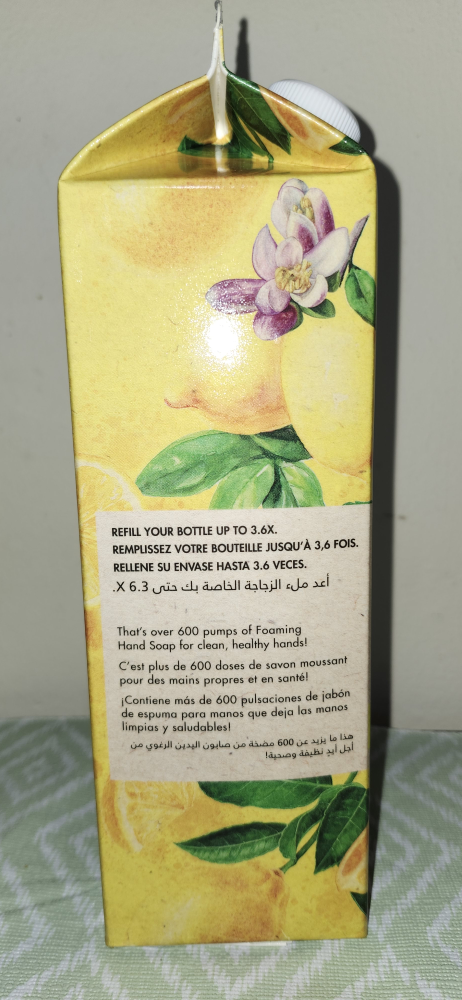 REFILL YOUR BOTTLE UP TO 3.6X.
REMPLISSEZ VOTRE BOUTEILLE JUSQU'À 3,6 FOIS.
RELLENE SU ENVASE HASTA 3.6 VECES.
أعد ملء الزجاجة الخاصة بك حتى 6.3 X.
That's over 600 pumps of Foaming
Hand Soap for clean, healthy hands!
C'est plus de 600 doses de savon moussant
pour des mains propres et en santé!
¡Contiene más de 600 pulsaciones de jabón
de espuma para manos que deja las manos
limpias y saludables!
هذا ما يزيد عن 600 مضخة من صابون اليدين الرغوي من
أجل أيدٍ نظيفة وصحية!